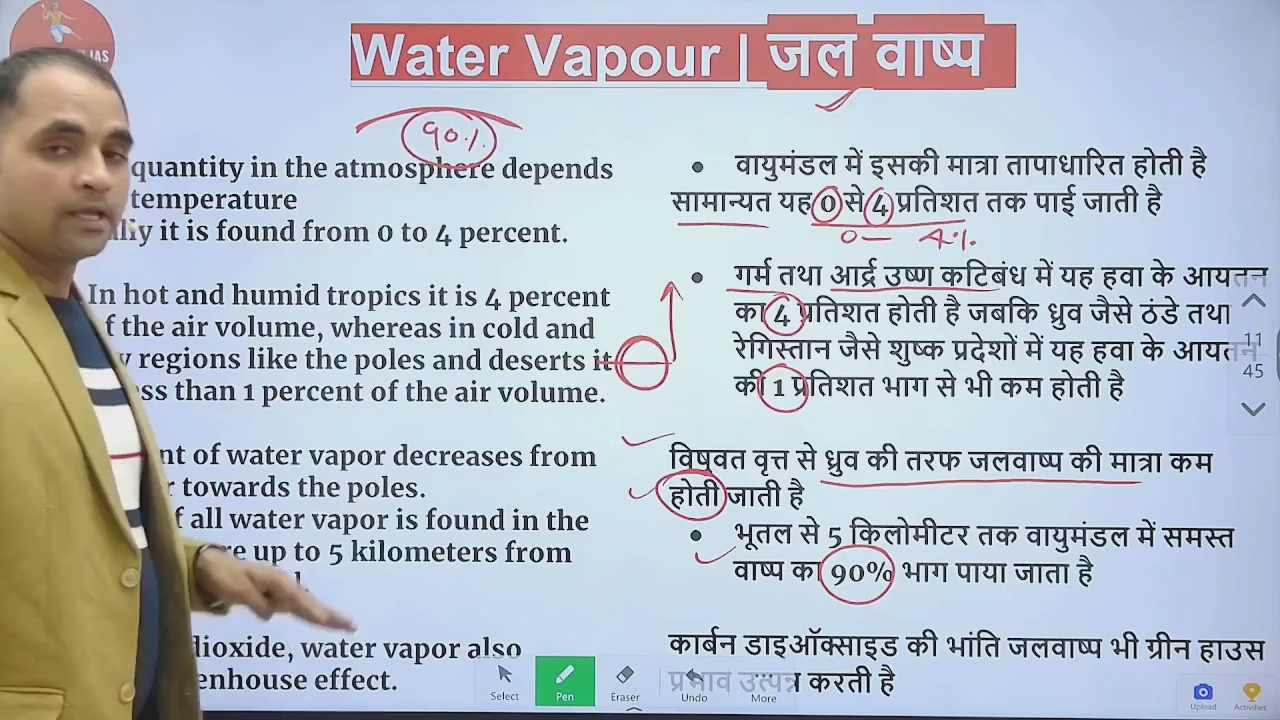 IAS
Water Vapour | जल वाष्प
90%
quantity in the atmosphere depends
temperature
it is found from 0 to 4 percent.
In hot and humid tropics it is 4 percent
f the air volume, whereas in cold and
y regions like the poles and deserts it
ss than 1 percent of the air volume.
nt of water vapor decreases from
r towards the poles.
f all water vapor is found in the
re up to 5 kilometers from
dioxide, water vapor also
enhouse effect.
• वायुमंडल में इसकी मात्रा तापाधारित होती है
सामान्यत यह 0 से 4 प्रतिशत तक पाई जाती है
0 — 4%
• गर्म तथा आर्द्र उष्ण कटिबंध में यह हवा के आयतन
का 4 प्रतिशत होती है जबकि ध्रुव जैसे ठंडे तथा
रेगिस्तान जैसे शुष्क प्रदेशों में यह हवा के आयतन
की 1 प्रतिशत भाग से भी कम होती है
विषुवत वृत्त से ध्रुव की तरफ जलवाष्प की मात्रा कम
होती जाती है
• भूतल से 5 किलोमीटर तक वायुमंडल में समस्त
वाष्प का 90% भाग पाया जाता है
कार्बन डाइऑक्साइड की भांति जलवाष्प भी ग्रीन हाउस
प्रभाव उत्पन्न करती है
11
45
Select
Pen
Eraser
Undo
More
Upload
Activities